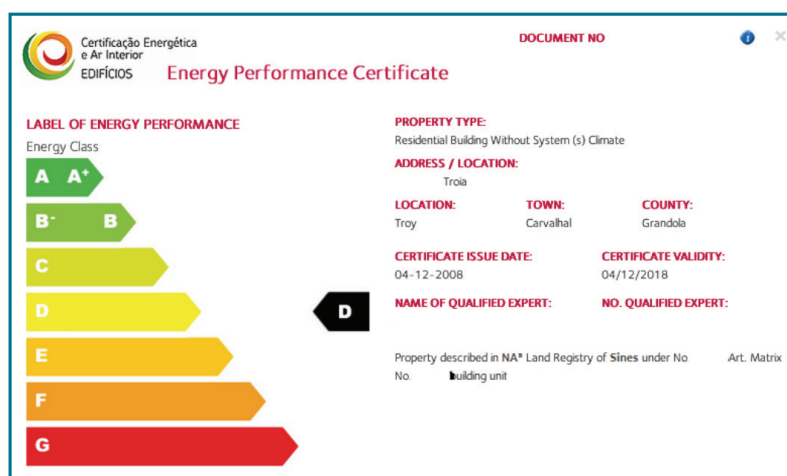 Certificação Energética
e Ar Interior
EDIFÍCIOS
Energy Performance Certificate
DOCUMENT NO
i
LABEL OF ENERGY PERFORMANCE
Energy Class
A A+
B- B
C
D
D
E
F
G
PROPERTY TYPE:
Residential Building Without System (s) Climate
ADDRESS / LOCATION:
Troia
LOCATION: TOWN: COUNTY:
Troy Carvalhal Grandola
CERTIFICATE ISSUE DATE: CERTIFICATE VALIDITY:
04-12-2008 04/12/2018
NAME OF QUALIFIED EXPERT: NO. QUALIFIED EXPERT:
Property described in NAª Land Registry of Sines under No. Art. Matrix
No. building unit